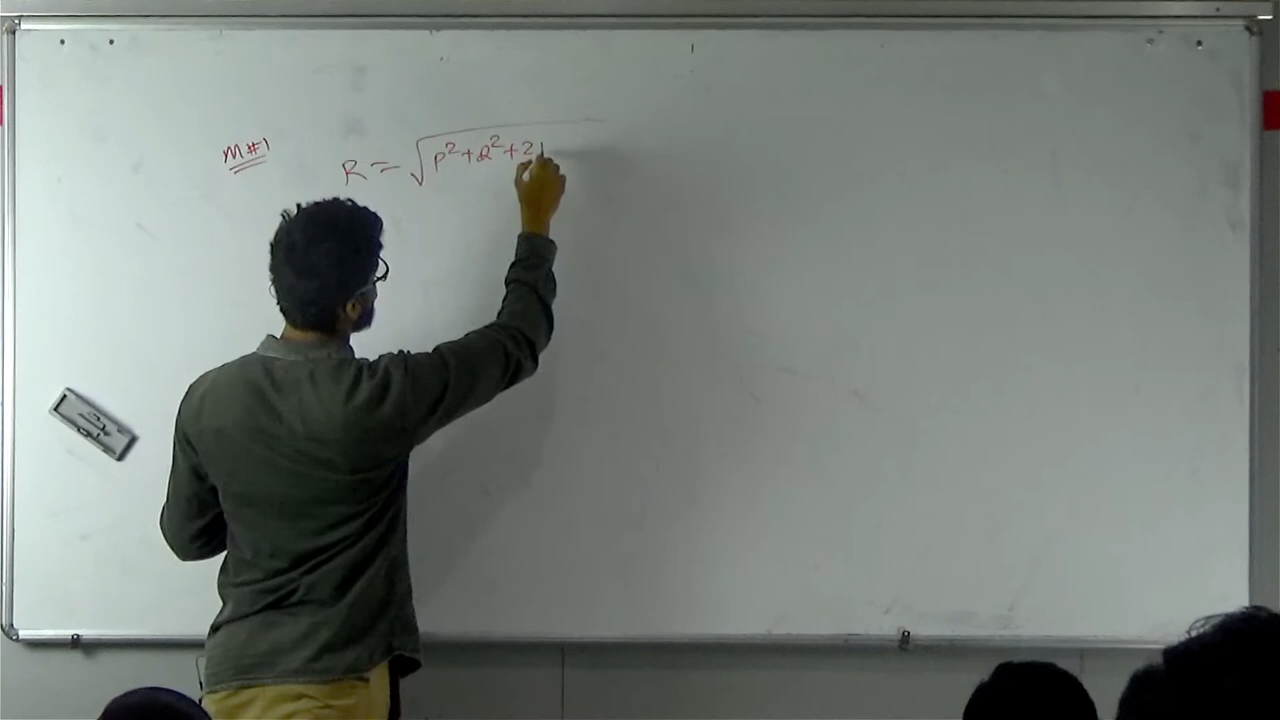 M#1
R = √P²+Q²+2